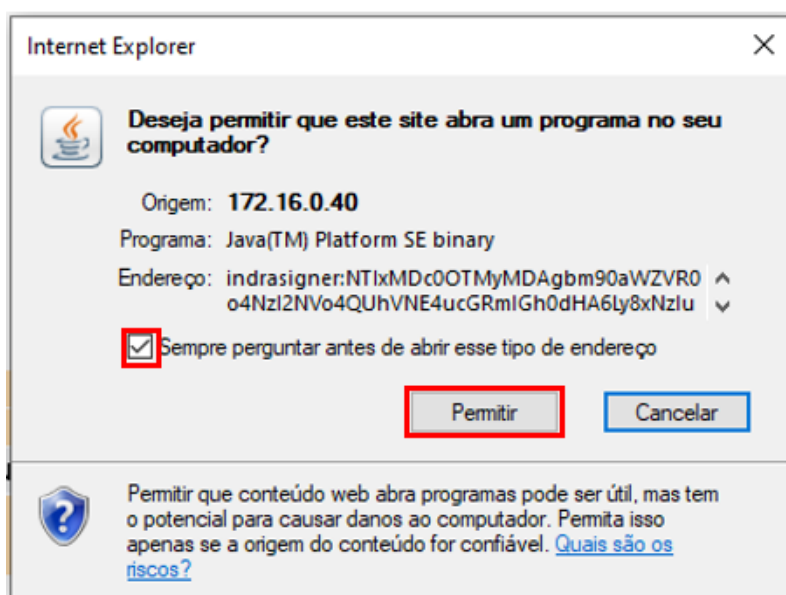 Internet Explorer
Deseja permitir que este site abra um programa no seu
computador?
Origem: 172.16.0.40
Programa: Java(TM) Platform SE binary
Endereço: indrasigner:NTIxMDc0OTMyMDAgbm90aWZVR0
o4NzI2NVo4QUhVNE4ucGRmIGh0dHA6Ly8xNzIu
Sempre perguntar antes de abrir esse tipo de endereço
Permitir Cancelar
Permitir que conteúdo web abra programas pode ser útil, mas tem
o potencial para causar danos ao computador. Permita isso
apenas se a origem do conteúdo for confiável. Quais são os
riscos?